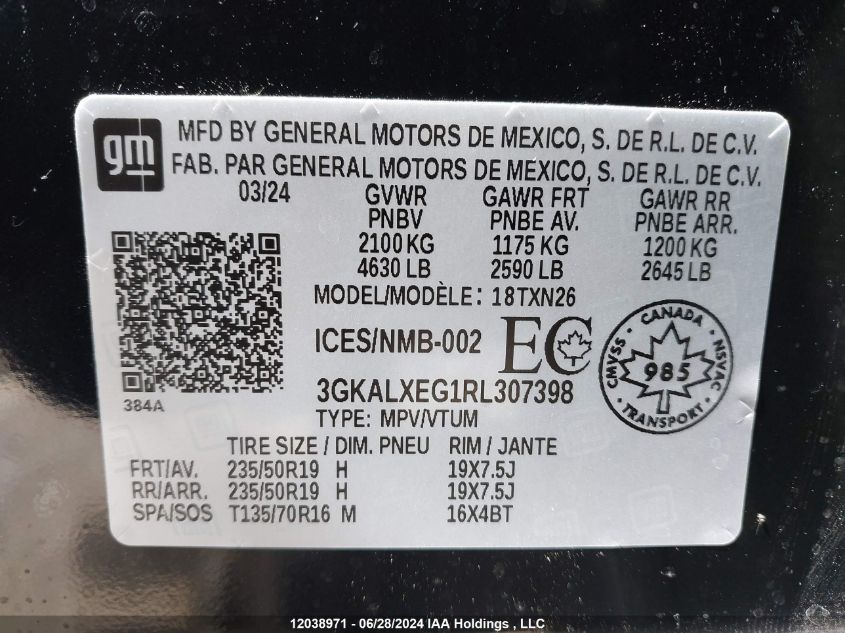 gm
MFD BY GENERAL MOTORS DE MEXICO, S. DE R.L. DE C.V.
FAB. PAR GENERAL MOTORS DE MEXICO, S. DE R.L. DE C.V.
03/24 GVWR GAWR FRT GAWR RR
PNBV PNBE AV. PNBE ARR.
2100 KG 1175 KG 1200 KG
4630 LB 2590 LB 2645 LB
MODEL/MODÈLE: 18TXN26
ICES/NMB-002 EC
CANADA CMVSS NSVAC 985 TRANSPORT
3GKALXEG1RL307398
384A
TYPE: MPV/VTUM
TIRE SIZE / DIM. PNEU RIM / JANTE
FRT/AV. 235/50R19 H 19X7.5J
RR/ARR. 235/50R19 H 19X7.5J
SPA/SOS T135/70R16 M 16X4BT
12038971 - 06/28/2024 IAA Holdings , LLC